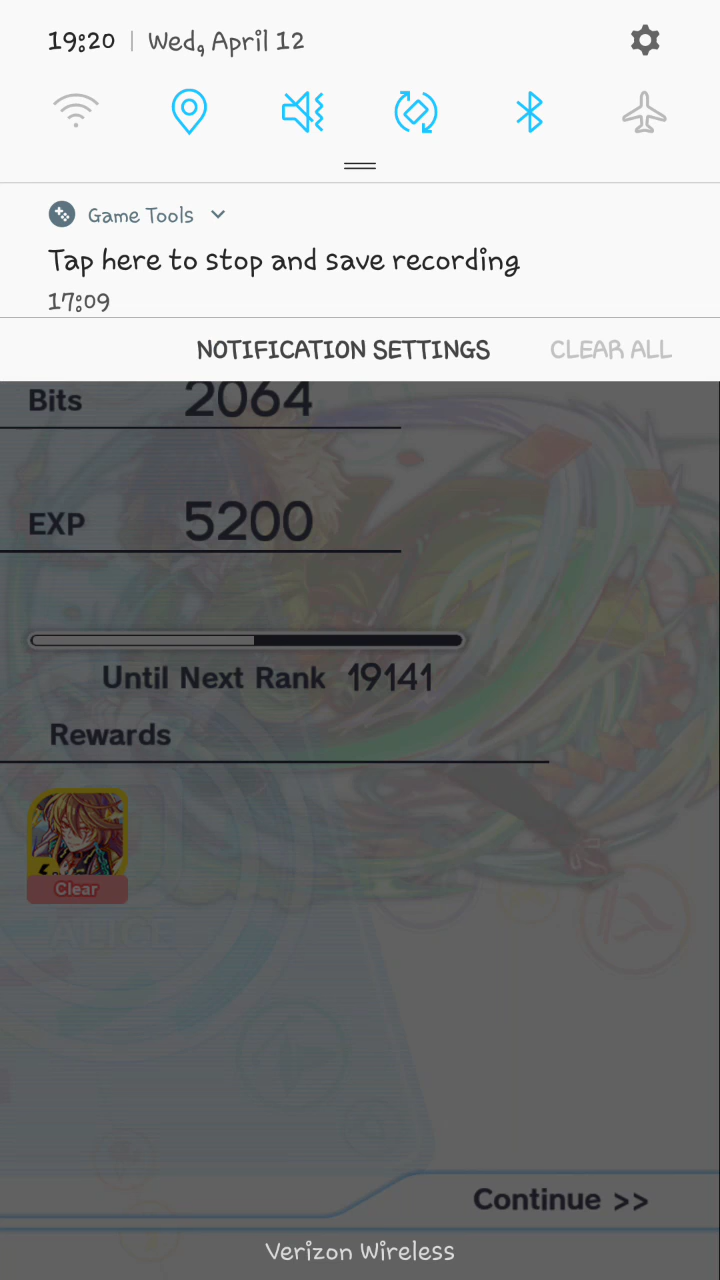 19:20 | Wed, April 12
Game Tools
Tap here to stop and save recording
17:09
NOTIFICATION SETTINGS CLEAR ALL
Bits 2064
EXP 5200
Until Next Rank 19141
Rewards
Clear
ALICE
Continue >>
Verizon Wireless